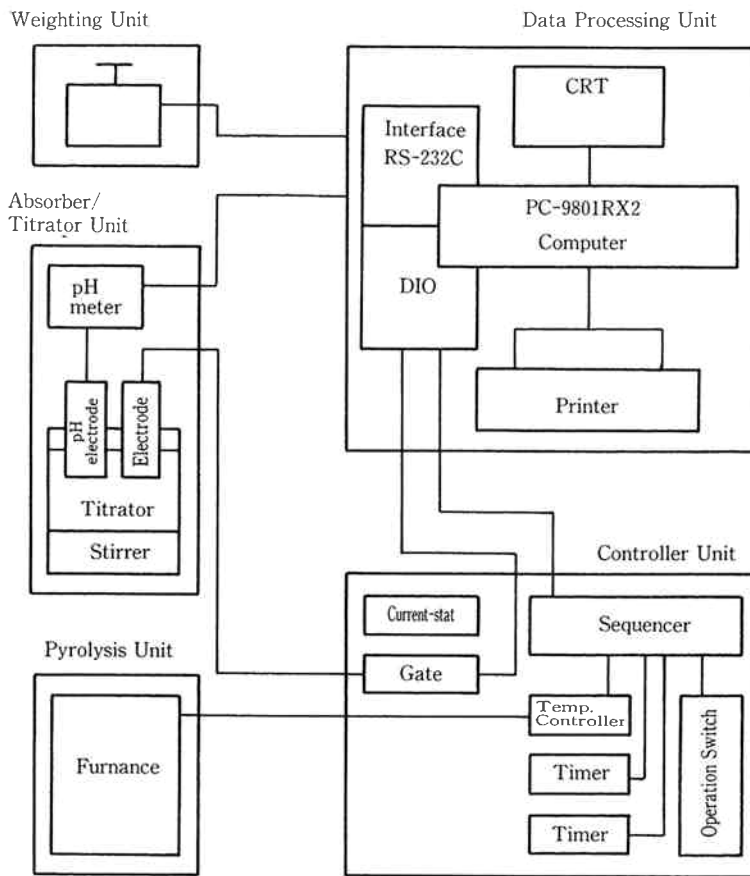 Weighting Unit
Data Processing Unit
CRT
Interface
RS-232C
PC-9801RX2
Computer
DIO
Printer
Absorber/
Titrator Unit
pH
meter
pH
electrode
Electrode
Titrator
Stirrer
Controller Unit
Current-stat
Sequencer
Gate
Temp.
Controller
Timer
Timer
Operation Switch
Pyrolysis Unit
Furnance